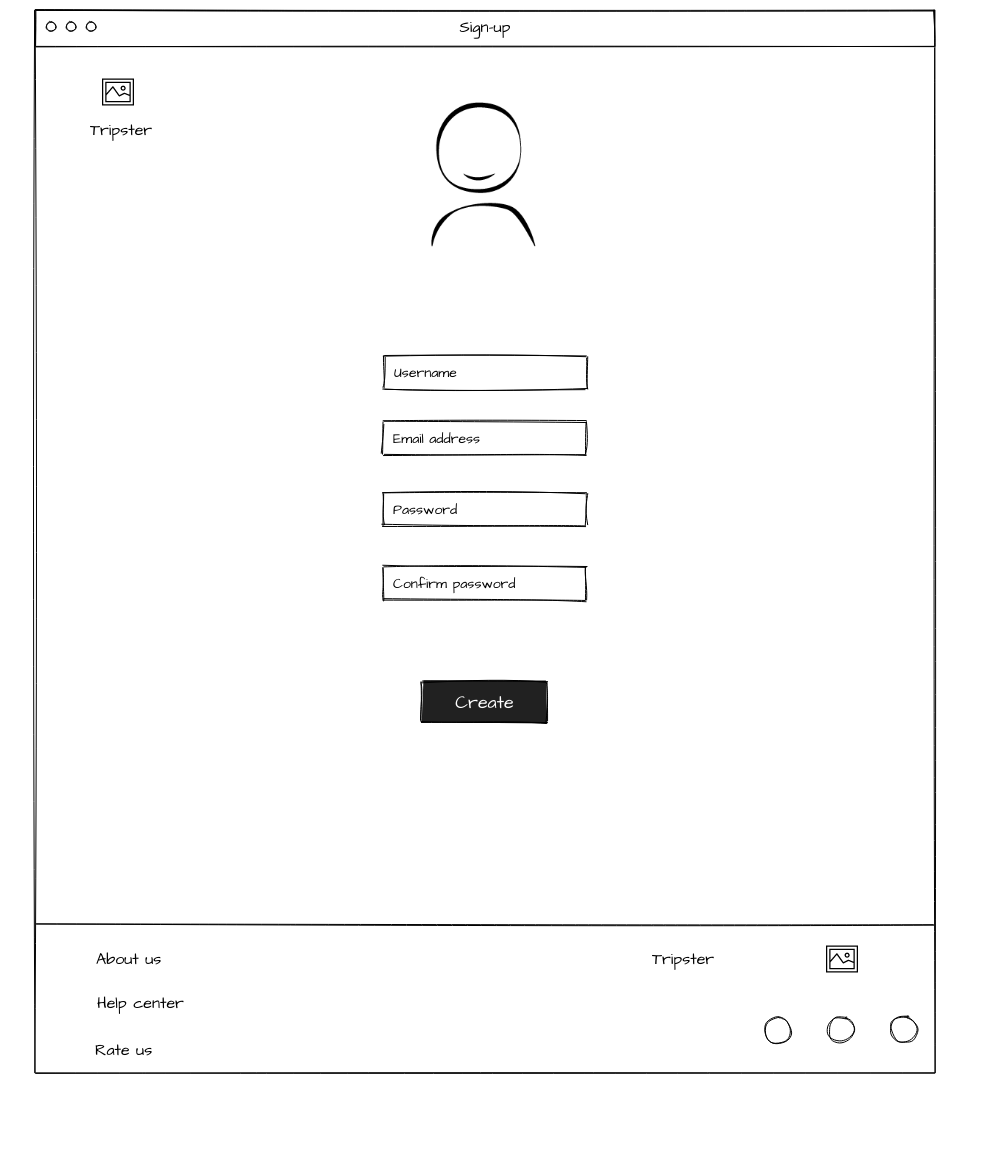 Sign-up
Tripster
Username
Email address
Password
Confirm password
Create
About us
Tripster
Help center
Rate us